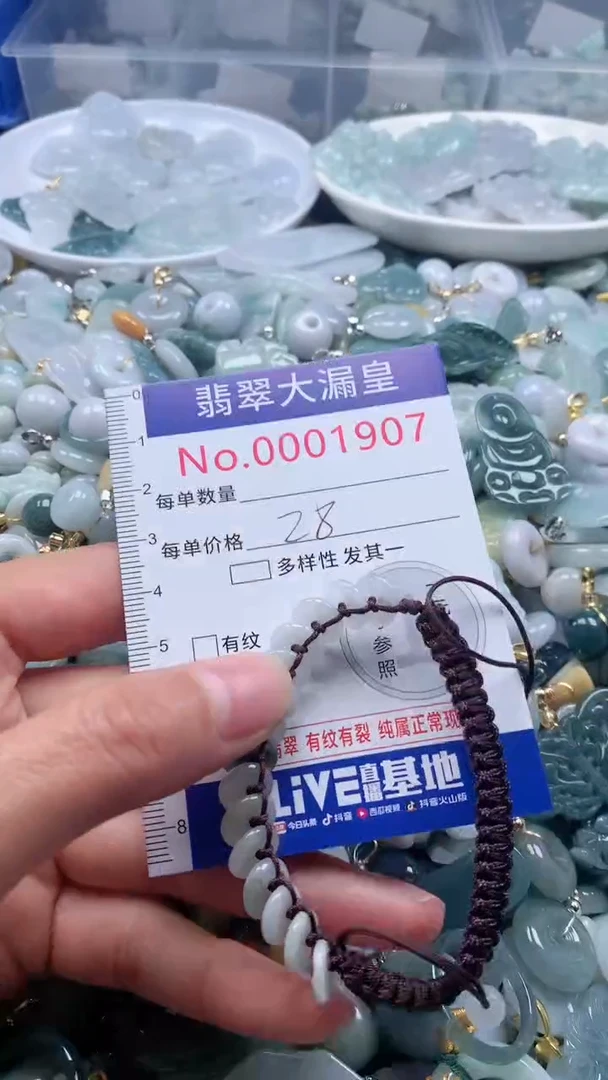 翡翠大漏皇
No.0001907
每单数量
每单价格 28
多样性 发其一
有纹
参
照
翡翠 有纹有裂 纯属正常现
LiVE直播基地
今日头条 抖音 西瓜视频 抖音火山版
0
1
2
3
4
5
8